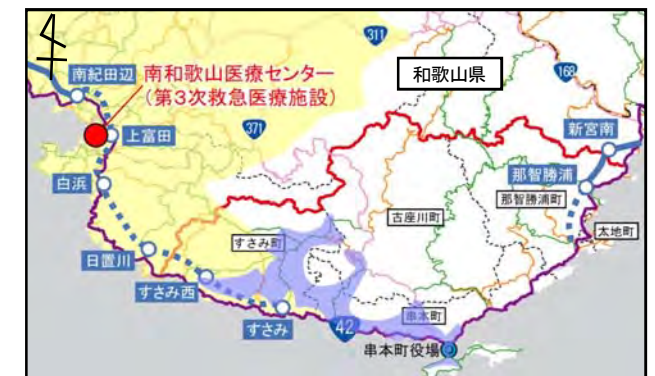 311
和歌山県
168
南紀田辺
南和歌山医療センター
(第3次救急医療施設)
371
上富田
新宮南
白浜
那智勝浦
那智勝浦町
古座川町
太地町
すさみ町
日置川
すさみ西
すさみ
42
串本町
串本町役場